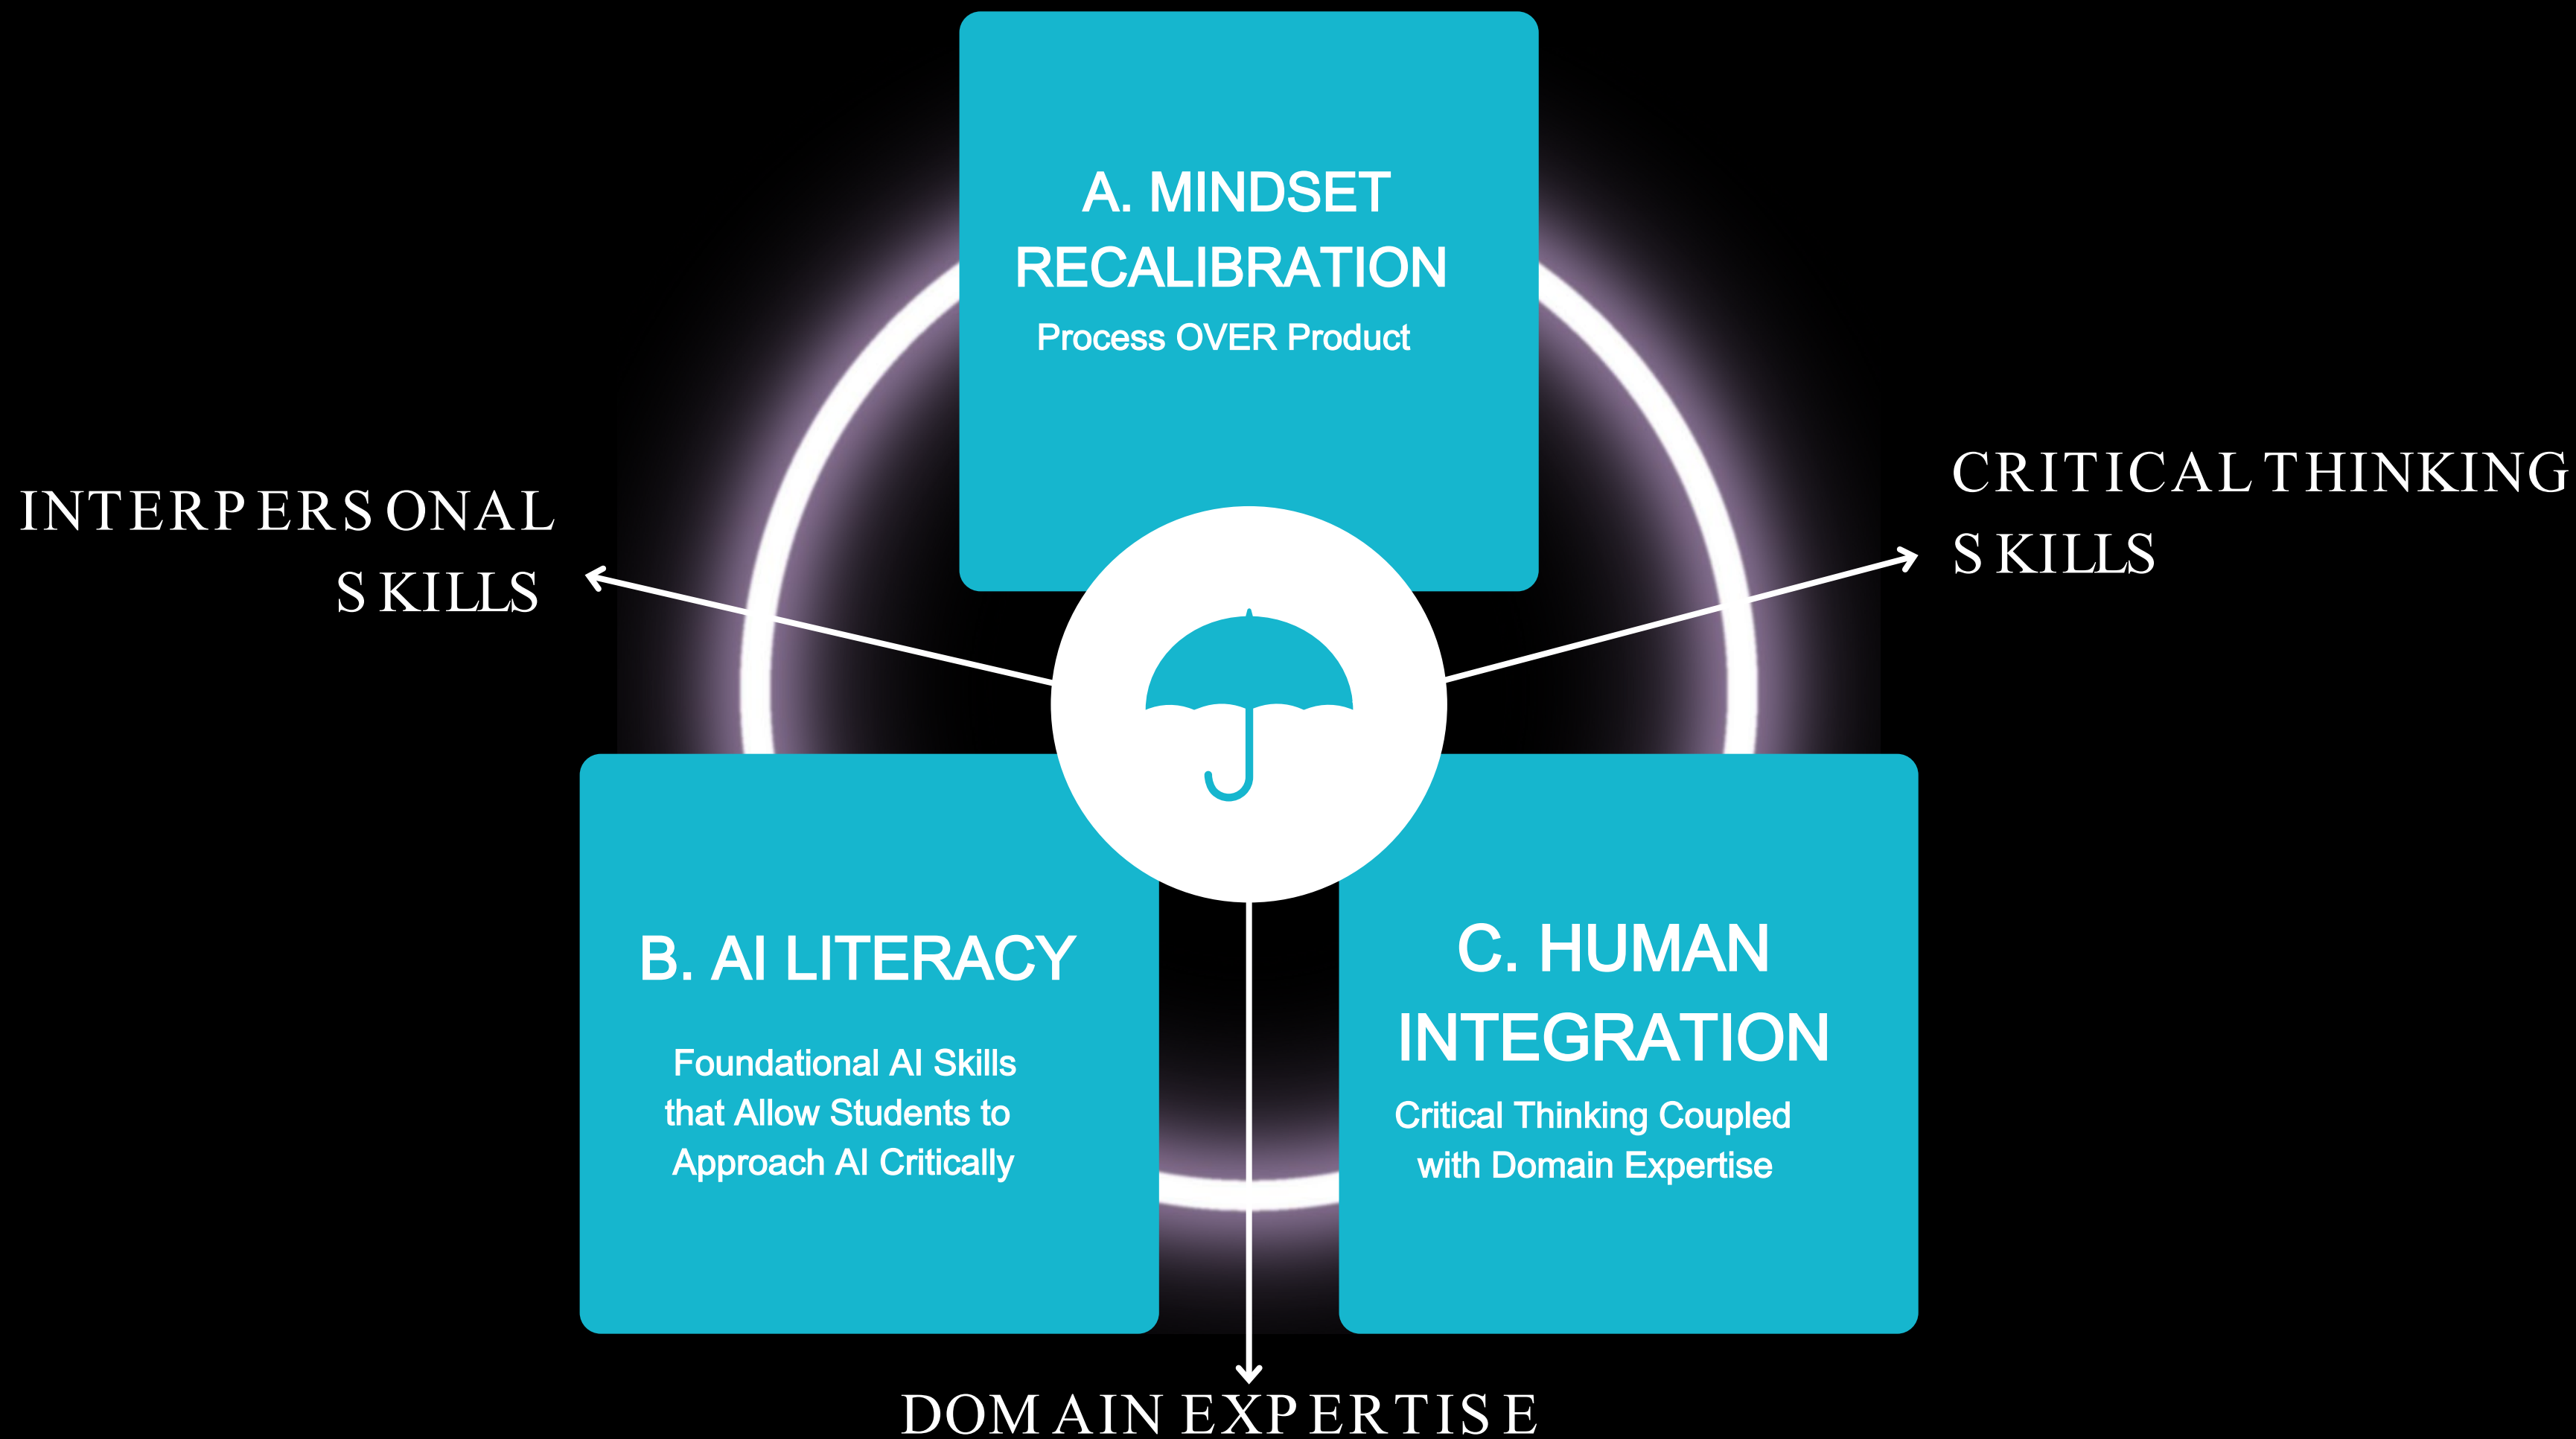 A. MINDSET
RECALIBRATION
Process OVER Product
INTERPERSONAL
SKILLS
CRITICAL THINKING
SKILLS
B. AI LITERACY
Foundational AI Skills
that Allow Students to
Approach AI Critically
C. HUMAN
INTEGRATION
Critical Thinking Coupled
with Domain Expertise
DOMAIN EXPERTISE